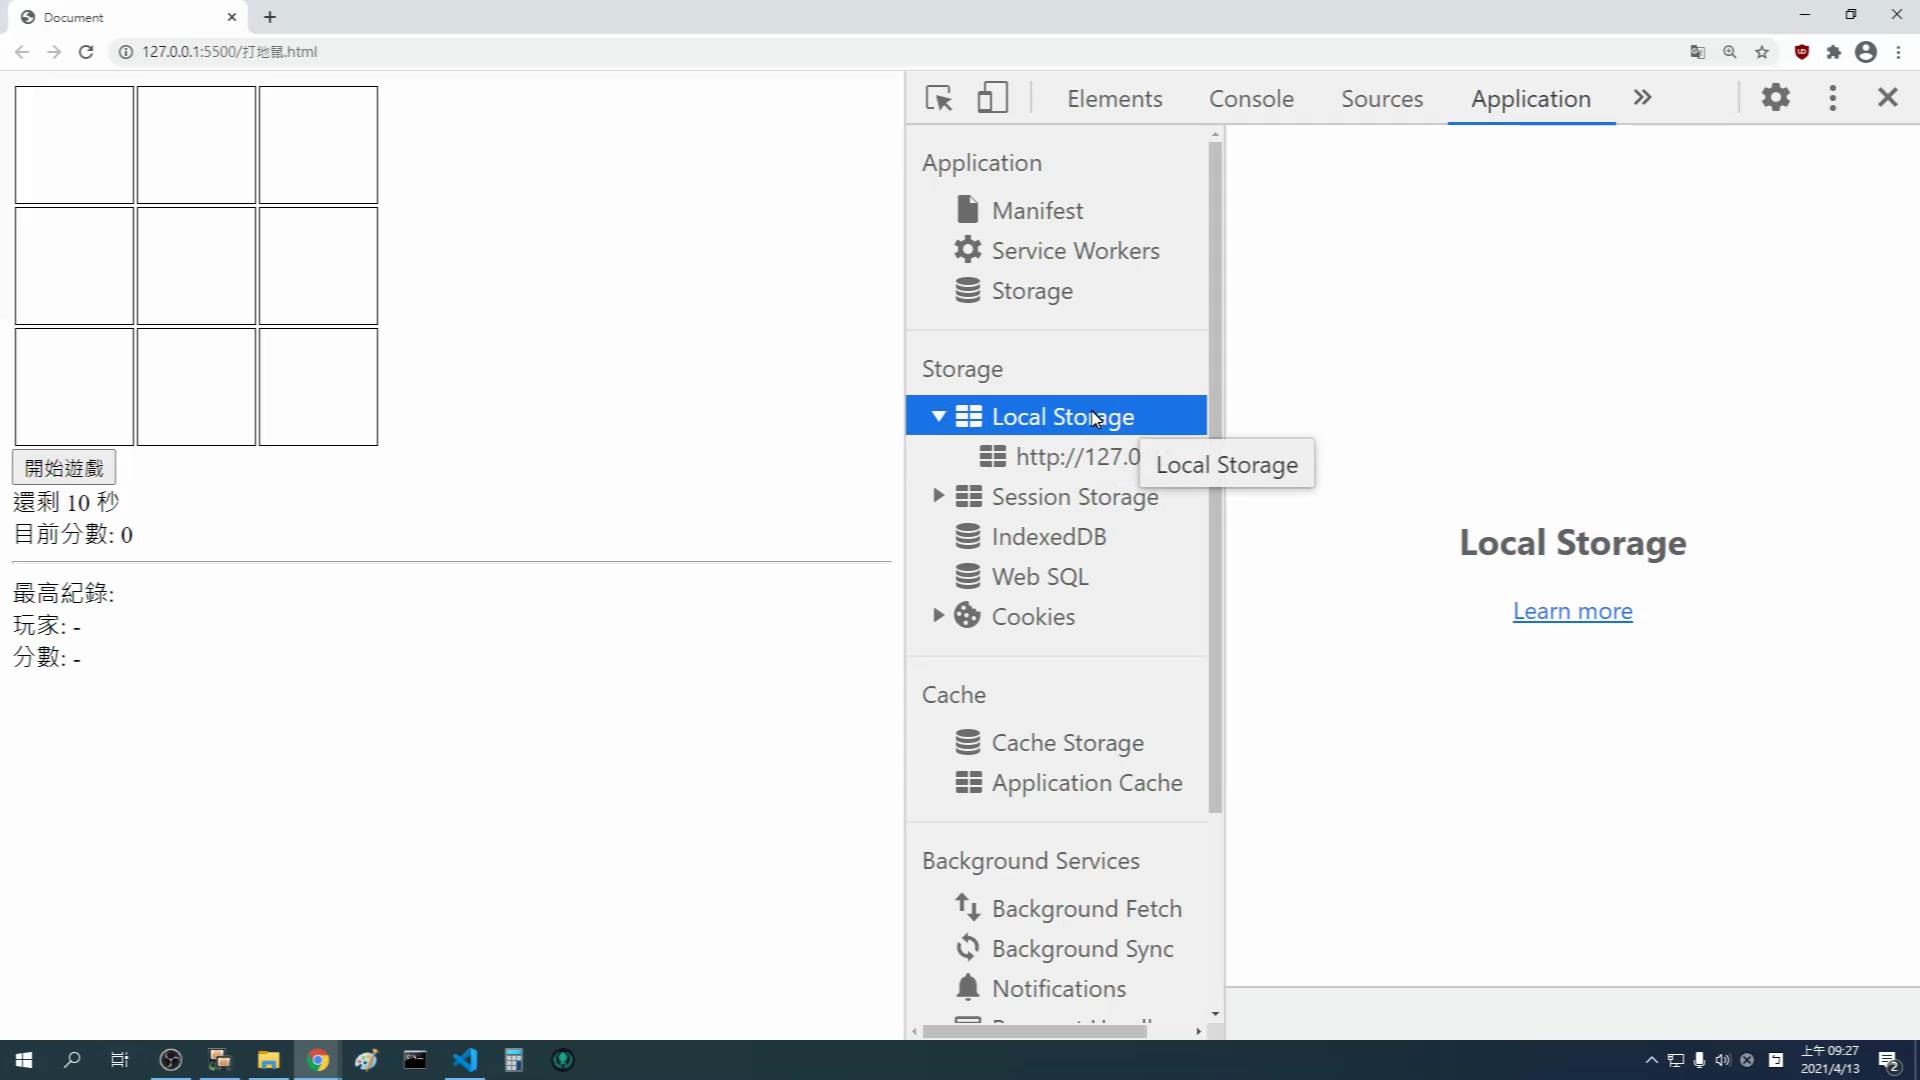 Document
127.0.0.1:5500/打地鼠.html
開始遊戲
還剩 10 秒
目前分數: 0
最高紀錄:
玩家: -
分數: -
Elements
Console
Sources
Application
Application
Manifest
Service Workers
Storage
Storage
Local Storage
http://127.0
Local Storage
Session Storage
IndexedDB
Web SQL
Cookies
Cache
Cache Storage
Application Cache
Background Services
Background Fetch
Background Sync
Notifications
Local Storage
Learn more
上午 09:27
2021/4/13
2